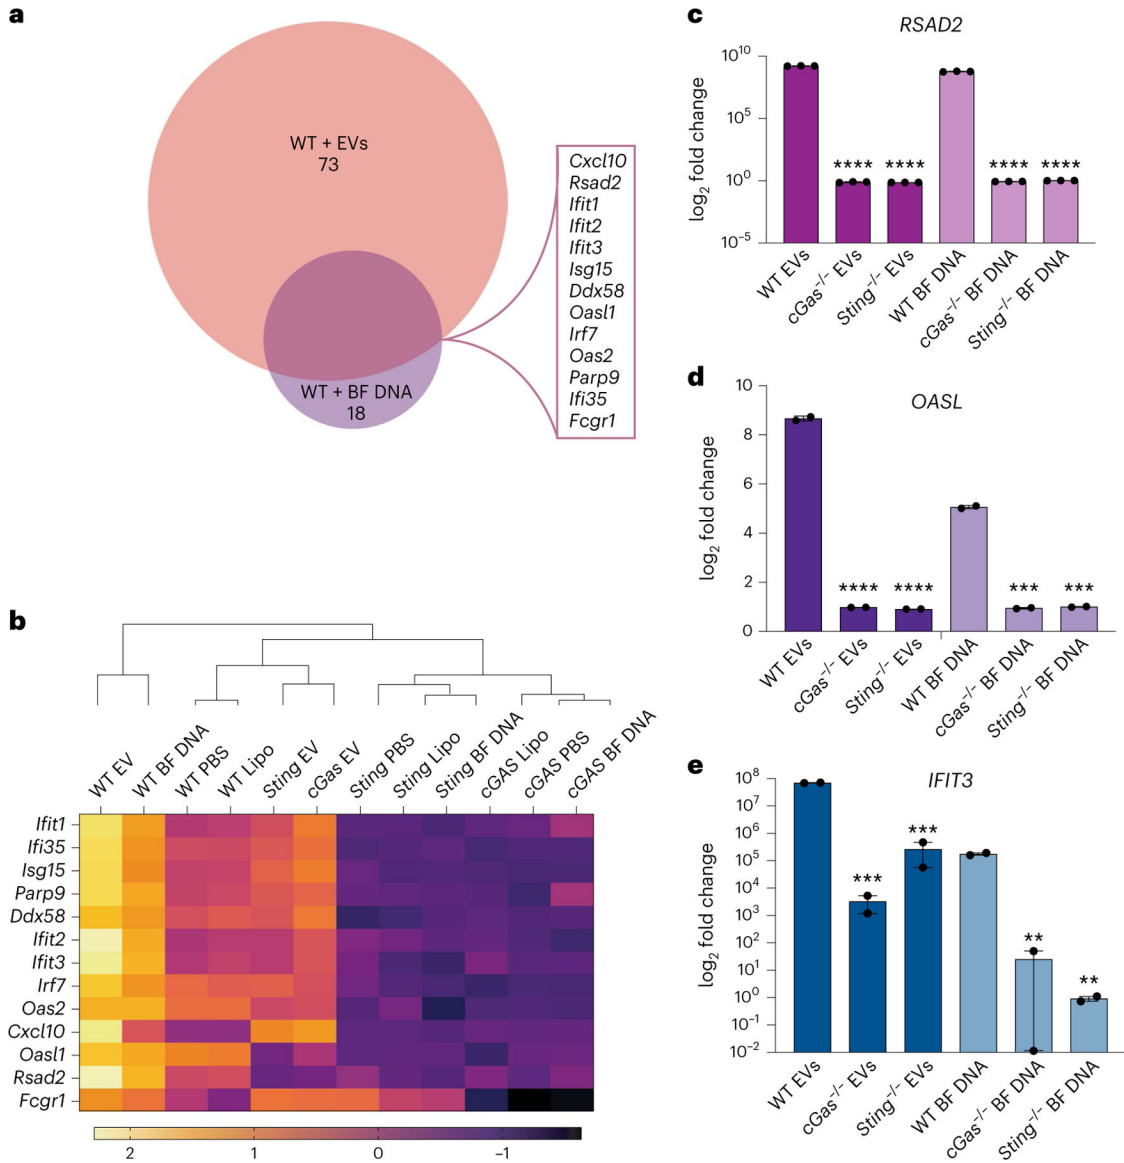 a
WT + EVs
73
WT + BF DNA
18
Cxcl10
Rsad2
Ifit1
Ifit2
Ifit3
Isg15
Ddx58
Oasl1
Irf7
Oas2
Parp9
Ifi35
Fcgr1
b
WT EV
WT BF DNA
WT PBS
WT Lipo
Sting EV
cGas EV
Sting PBS
Sting Lipo
Sting BF DNA
cGAS Lipo
cGAS PBS
cGAS BF DNA
Ifit1
Ifi35
Isg15
Parp9
Ddx58
Ifit2
Ifit3
Irf7
Oas2
Cxcl10
Oasl1
Rsad2
Fcgr1
2 1 0 −1
c
RSAD2
log₂ fold change
10¹⁰
10⁵
10⁰
10⁻⁵
**** **** **** ****
WT EVs
cGas⁻/⁻ EVs
Sting⁻/⁻ EVs
WT BF DNA
cGas⁻/⁻ BF DNA
Sting⁻/⁻ BF DNA
d
OASL
log₂ fold change
10
8
6
4
2
0
**** **** *** ***
WT EVs
cGas⁻/⁻ EVs
Sting⁻/⁻ EVs
WT BF DNA
cGas⁻/⁻ BF DNA
Sting⁻/⁻ BF DNA
e
IFIT3
log₂ fold change
10⁸
10⁷
10⁶
10⁵
10⁴
10³
10²
10¹
10⁰
10⁻¹
10⁻²
*** *** ** **
WT EVs
cGas⁻/⁻ EVs
Sting⁻/⁻ EVs
WT BF DNA
cGas⁻/⁻ BF DNA
Sting⁻/⁻ BF DNA